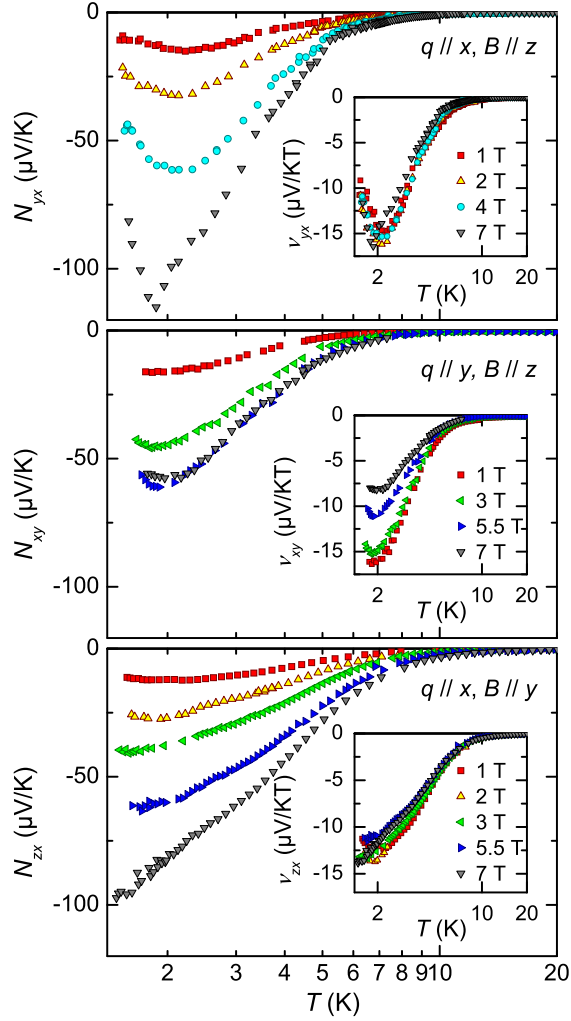 0
-50
-100
N_yx (μV/K)
q // x, B // z
0
-5
-10
-15
ν_yx (μV/KT)
1 T
2 T
4 T
7 T
2
10
20
T (K)
0
-50
-100
N_xy (μV/K)
q // y, B // z
0
-5
-10
-15
ν_xy (μV/KT)
1 T
3 T
5.5 T
7 T
2
10
20
T (K)
0
-50
-100
N_zx (μV/K)
q // x, B // y
0
-5
-10
-15
ν_zx (μV/KT)
1 T
2 T
3 T
5.5 T
7 T
2
10
20
T (K)
2 3 4 5 6 7 8 9 10 20
T (K)